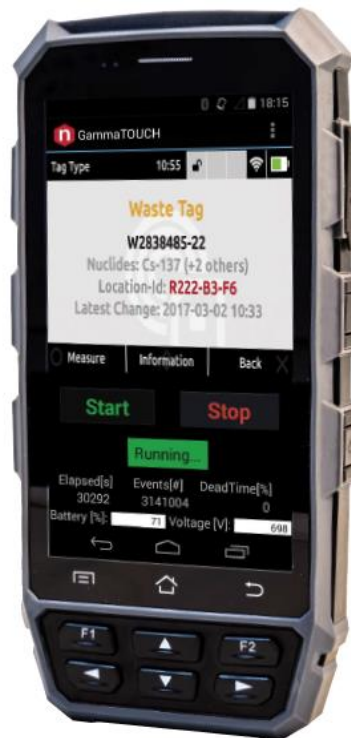 18:15
n GammaTOUCH
Tag Type 10:55
Waste Tag
W2838485-22
Nuclides: Cs-137 (+2 others)
Location-Id: R222-B3-F6
Latest Change: 2017-03-02 10:33
Measure Information Back X
Start Stop
Running...
Elapsed[s] Events[#] DeadTime[%]
30292 3141004 0
Battery [%]: 71 Voltage [V]: 698
F1 F2